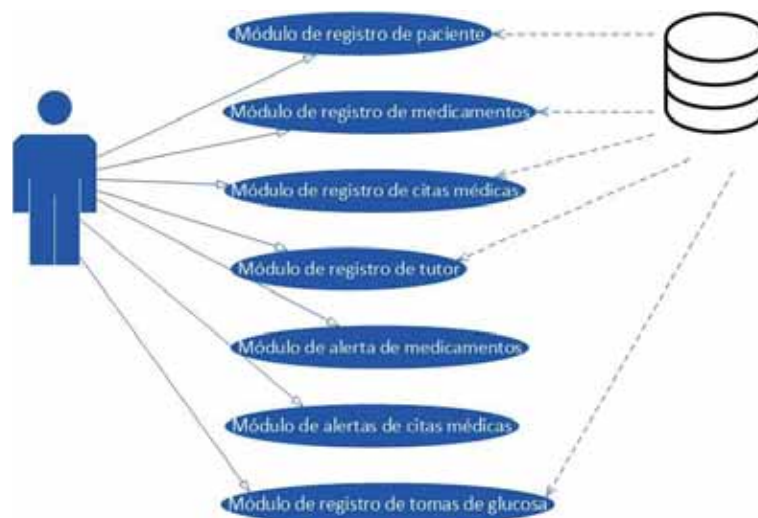 Módulo de registro de paciente
Módulo de registro de medicamentos
Módulo de registro de citas médicas
Módulo de registro de tutor
Módulo de alerta de medicamentos
Módulo de alertas de citas médicas
Módulo de registro de tomas de glucosa